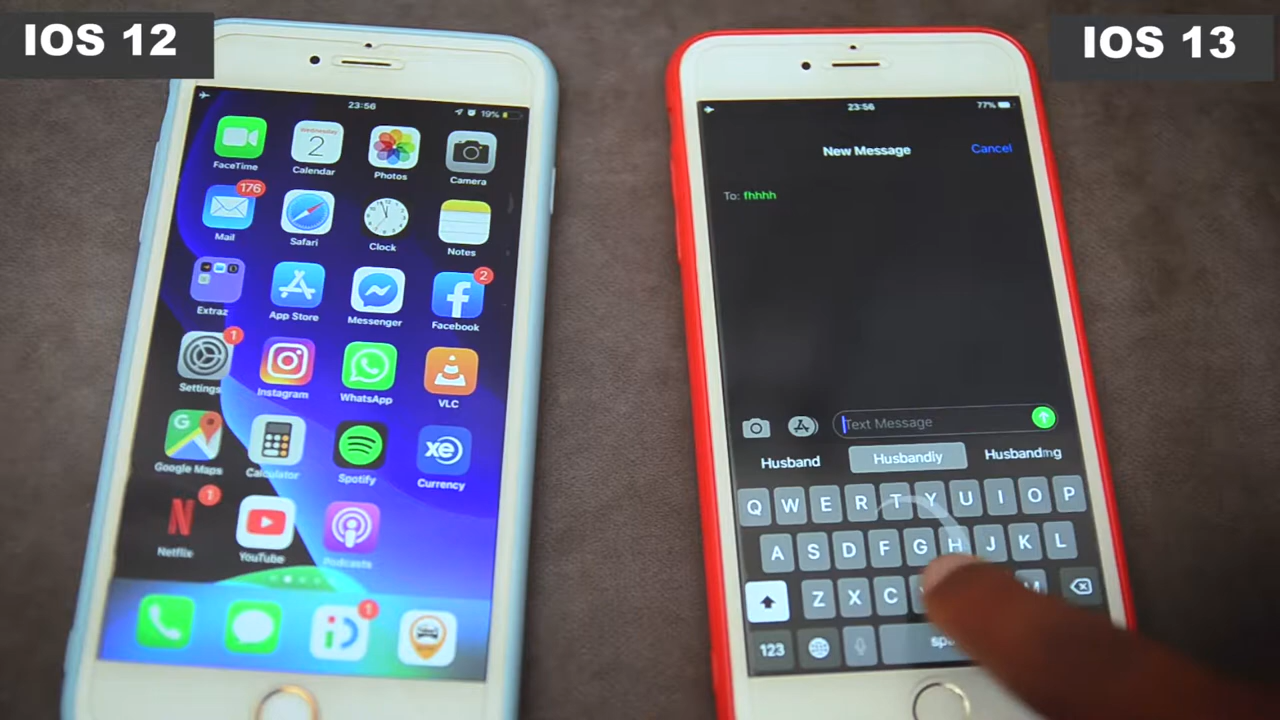 IOS 12
IOS 13
23:56
19%
FaceTime
Wednesday
2
Calendar
Photos
Camera
176
Mail
Safari
Clock
Notes
Extraz
App Store
Messenger
2
Facebook
1
Settings
Instagram
WhatsApp
VLC
Google Maps
Calculator
Spotify
xe
Currency
1
Netflix
YouTube
Podcasts
1
iD
23:56
77%
New Message
Cancel
To: fhhhh
Text Message
Husband
Husbandly
Husbanding
Q W E R T Y U I O P
A S D F G H J K L
Z X C
M
123
spa